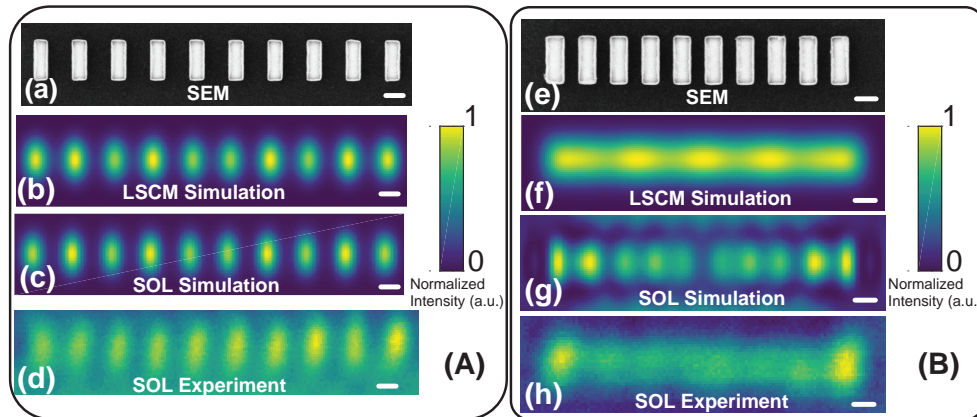 (a)
SEM
(b)
LSCM Simulation
(c)
SOL Simulation
(d)
SOL Experiment
1
0
Normalized
Intensity (a.u.)
(A)
(e)
SEM
(f)
LSCM Simulation
(g)
SOL Simulation
(h)
SOL Experiment
1
0
Normalized
Intensity (a.u.)
(B)